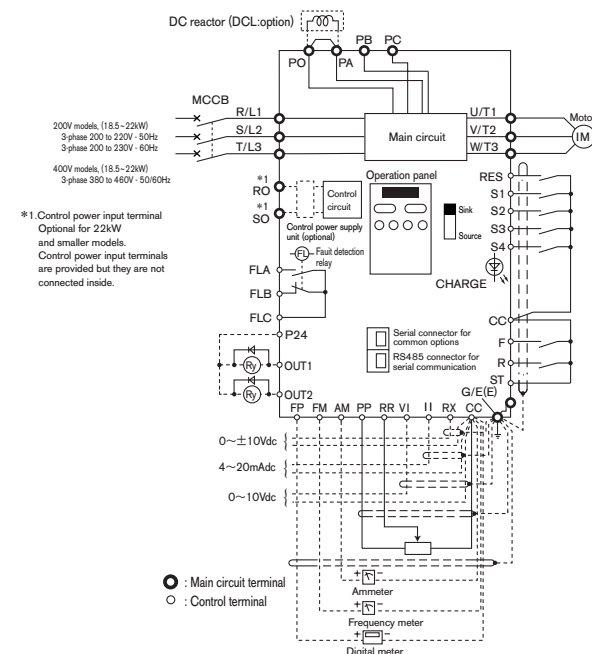 DC reactor (DCL:option)
PO PA PB PC
MCCB
R/L1
S/L2
T/L3
200V models, (18.5~22kW)
3-phase 200 to 220V - 50Hz
3-phase 200 to 230V - 60Hz
400V models, (18.5~22kW)
3-phase 380 to 460V - 50/60Hz
Main circuit
U/T1
V/T2
W/T3
Moto
IM
*1
RO
*1
SO
Control
circuit
Control power supply
unit (optional)
Operation panel
Sink
Source
RES
S1
S2
S3
S4
*1.Control power input terminal
Optional for 22kW
and smaller models.
Control power input terminals
are provided but they are not
connected inside.
FL
Fault detection
relay
CHARGE
FLA
FLB
FLC
P24
Ry
OUT1
Ry
OUT2
Serial connector for
common options
RS485 connector for
serial communication
CC
F
R
ST
G/E(E)
FP FM AM PP RR VI II RX CC
0~±10Vdc
4~20mAdc
0~10Vdc
: Main circuit terminal
: Control terminal
+ -
Ammeter
+ -
Frequency meter
+ -
Digital meter